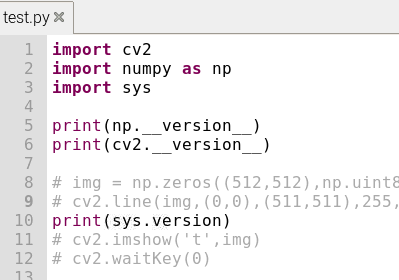 test.py
1 import cv2
2 import numpy as np
3 import sys
4
5 print(np.__version__)
6 print(cv2.__version__)
7
8 # img = np.zeros((512,512),np.uint8
9 # cv2.line(img,(0,0),(511,511),255,
10 print(sys.version)
11 # cv2.imshow('t',img)
12 # cv2.waitKey(0)
13